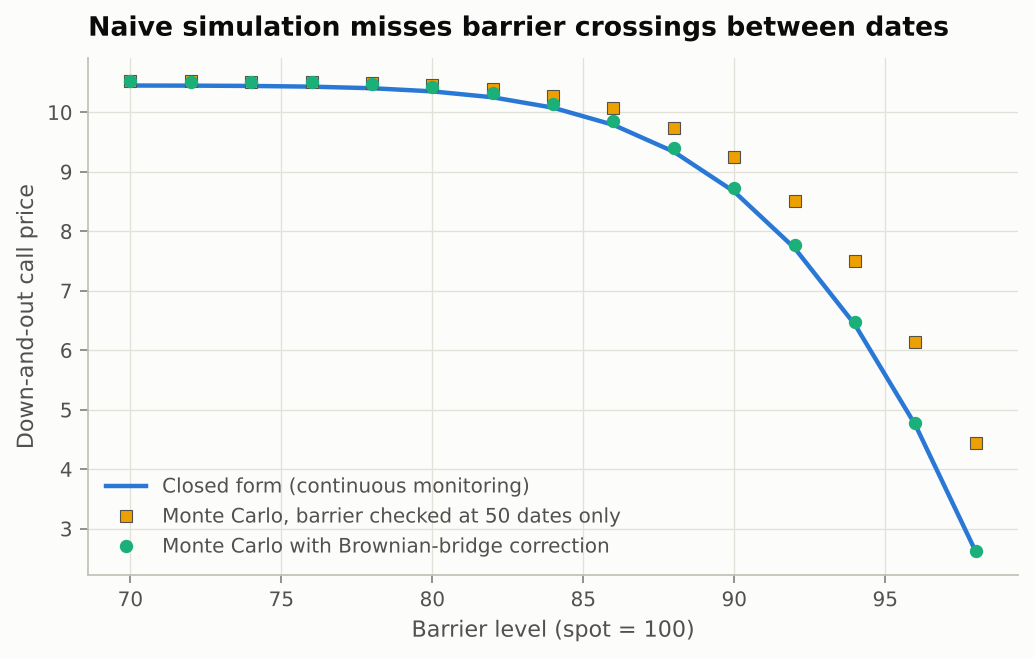 Naive simulation misses barrier crossings between dates
Down-and-out call price
10
9
8
7
6
5
4
3
Closed form (continuous monitoring)
Monte Carlo, barrier checked at 50 dates only
Monte Carlo with Brownian-bridge correction
70 75 80 85 90 95
Barrier level (spot = 100)